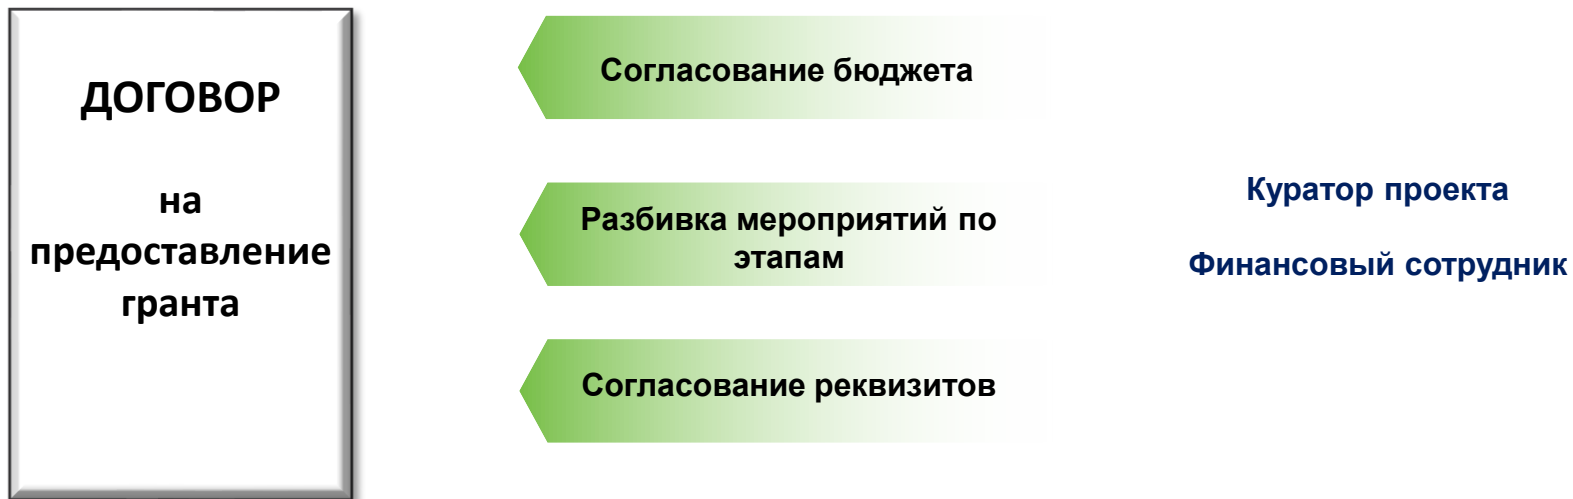 ДОГОВОР
на
предоставление
гранта
Согласование бюджета
Разбивка мероприятий по
этапам
Согласование реквизитов
Куратор проекта
Финансовый сотрудник